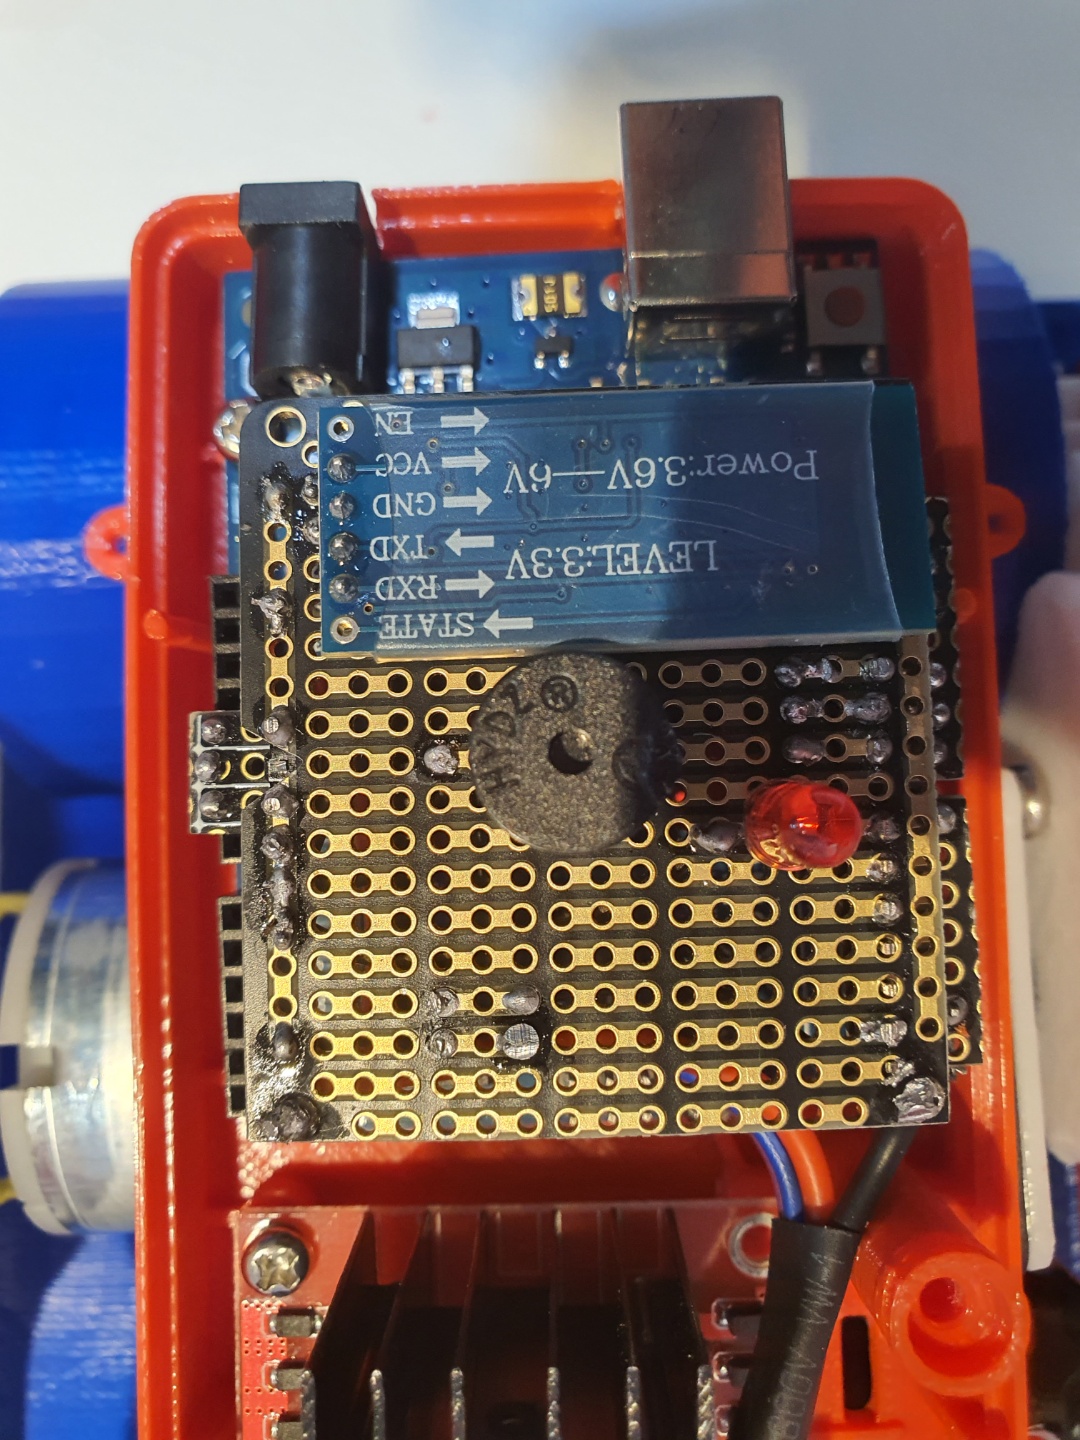 EN
VCC
GND
TXD
RXD
STATE
Power:3.6V—6V
LEVEL:3.3V
HYDZ ®